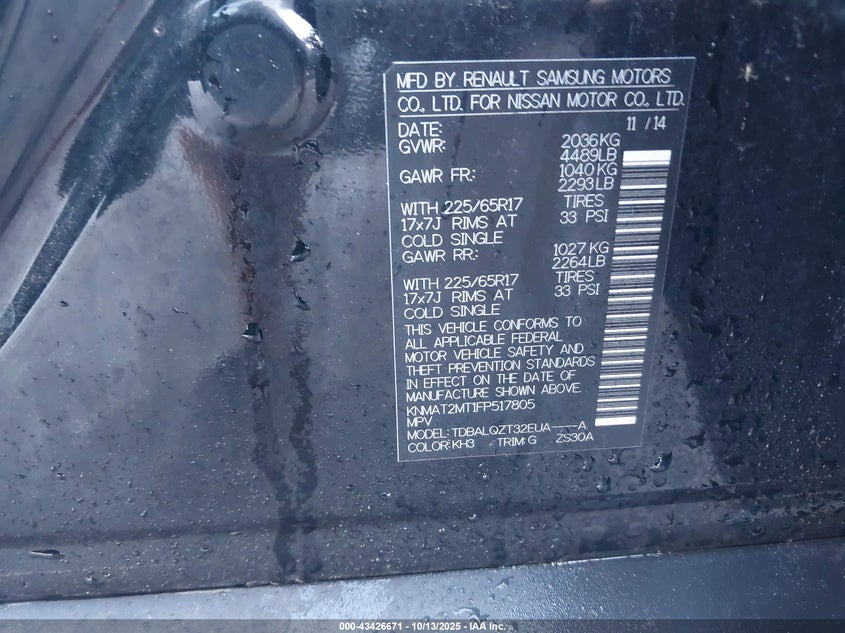 MFD BY RENAULT SAMSUNG MOTORS
CO., LTD. FOR NISSAN MOTOR CO., LTD.
DATE: 11 / 14
GVWR: 2036KG
4489LB
GAWR FR: 1040KG
2293LB
WITH 225/65R17 TIRES
17x7J RIMS AT 33 PSI
COLD SINGLE
GAWR RR: 1027KG
2264LB
WITH 225/65R17 TIRES
17x7J RIMS AT 33 PSI
COLD SINGLE
THIS VEHICLE CONFORMS TO
ALL APPLICABLE FEDERAL
MOTOR VEHICLE SAFETY AND
THEFT PREVENTION STANDARDS
IN EFFECT ON THE DATE OF
MANUFACTURE SHOWN ABOVE.
KNMAT2MT1FP517805
MPV
MODEL: TDBALQZT32EUA----A
COLOR:KH3 TRIM:G ZS30A
000-43426671 - 10/13/2025 - IAA Inc.